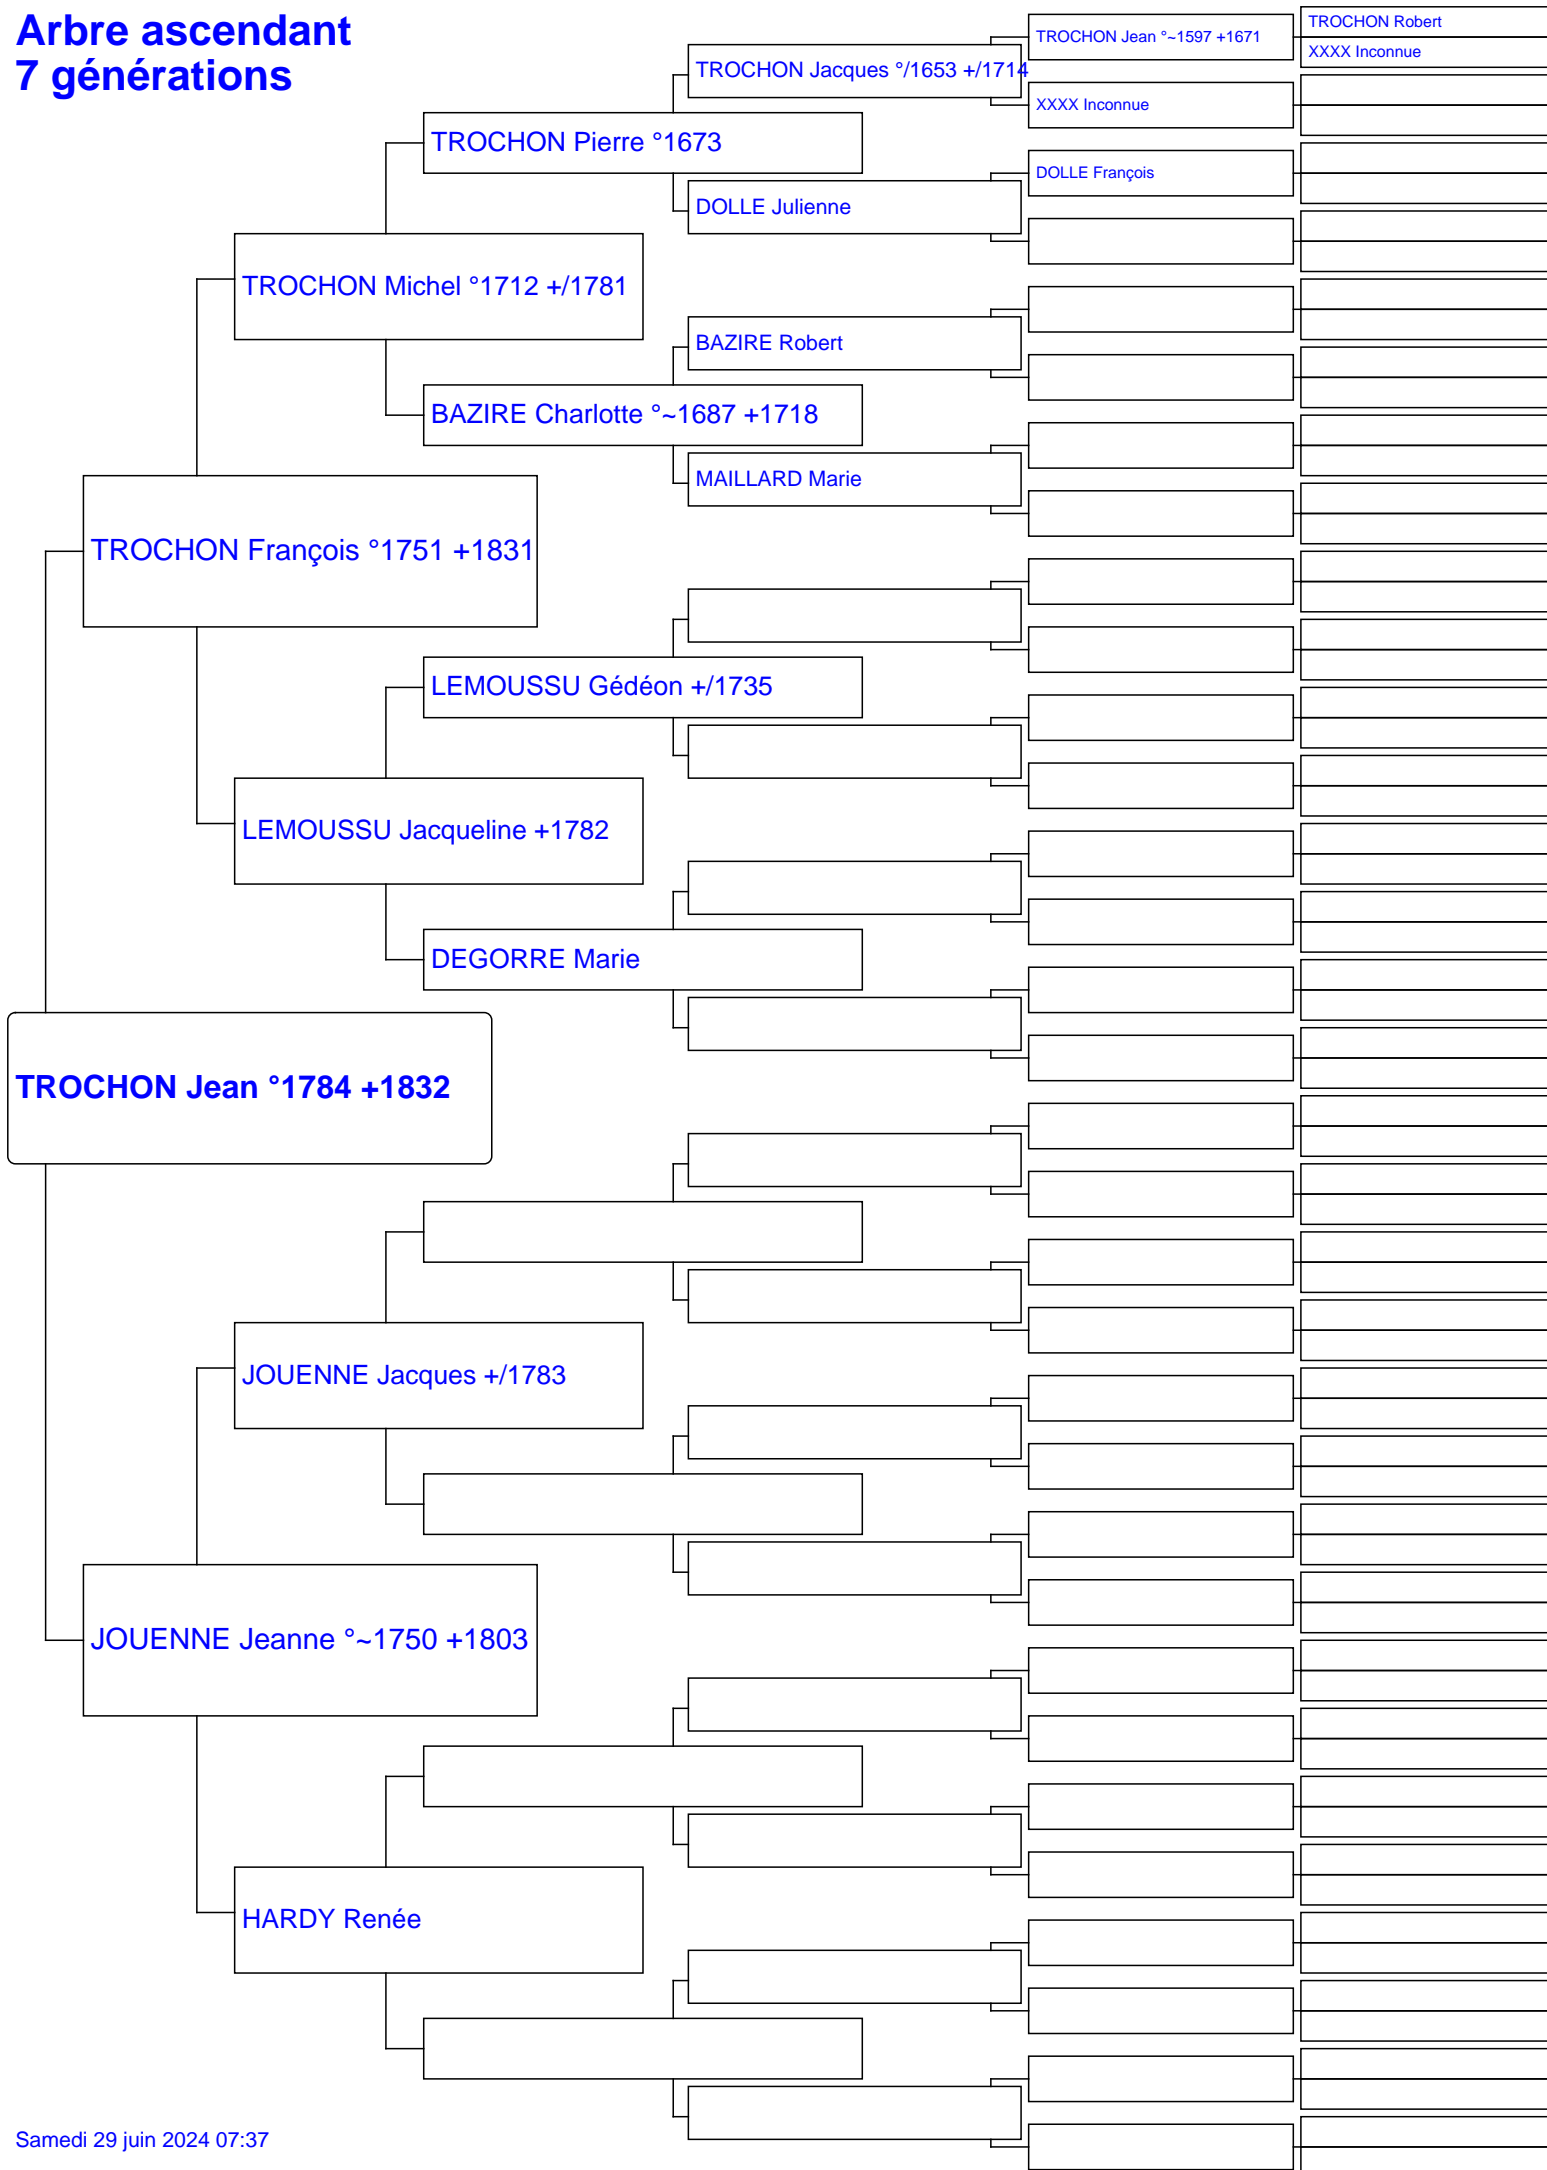 Arbre ascendant
7 générations
TROCHON Robert
TROCHON Jean °~1597 +1671
XXXX Inconnue
TROCHON Jacques °/1653 +/1714
XXXX Inconnue
TROCHON Pierre °1673
DOLLE François
DOLLE Julienne
TROCHON Michel °1712 +/1781
BAZIRE Robert
BAZIRE Charlotte °~1687 +1718
MAILLARD Marie
TROCHON François °1751 +1831
LEMOUSSU Gédéon +/1735
LEMOUSSU Jacqueline +1782
DEGORRE Marie
TROCHON Jean °1784 +1832
JOUENNE Jacques +/1783
JOUENNE Jeanne °~1750 +1803
HARDY Renée
Samedi 29 juin 2024 07:37